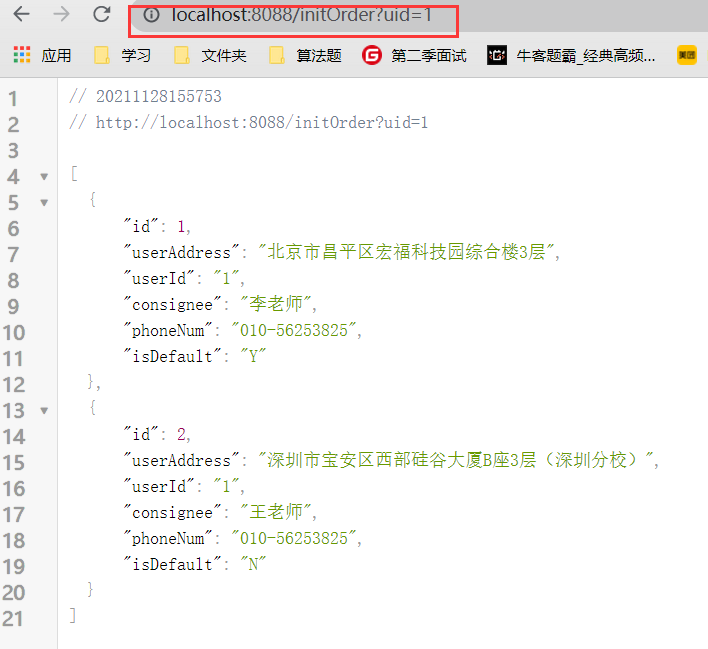 localhost:8088/initOrder?uid=1
应用 学习 文件夹 算法题 G 第二季面试 牛客题霸_经典高频... 美团
1 // 20211128155753
2 // http://localhost:8088/initOrder?uid=1
3
4 [
5 {
6 "id": 1,
7 "userAddress": "北京市昌平区宏福科技园综合楼3层",
8 "userId": "1",
9 "consignee": "李老师",
10 "phoneNum": "010-56253825",
11 "isDefault": "Y"
12 },
13 {
14 "id": 2,
15 "userAddress": "深圳市宝安区西部硅谷大厦B座3层（深圳分校）",
16 "userId": "1",
17 "consignee": "王老师",
18 "phoneNum": "010-56253825",
19 "isDefault": "N"
20 }
21 ]